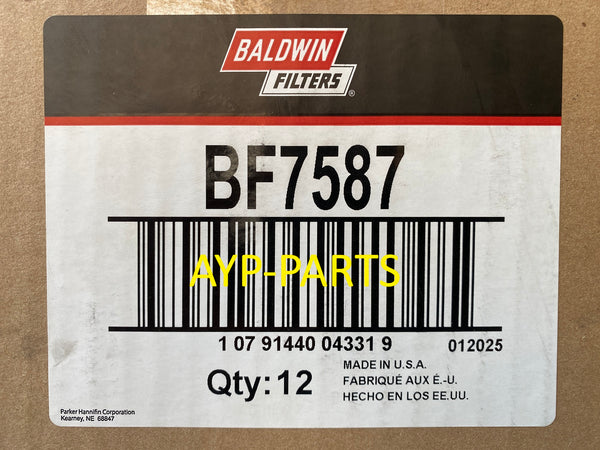 BALDWIN
FILTERS®
BF7587
AYP-PARTS
1 07 91440 04331 9
012025
Qty: 12
MADE IN U.S.A.
FABRIQUÉ AUX É.-U.
HECHO EN LOS EE.UU.
Parker Hannifin Corporation
Kearney, NE 68847